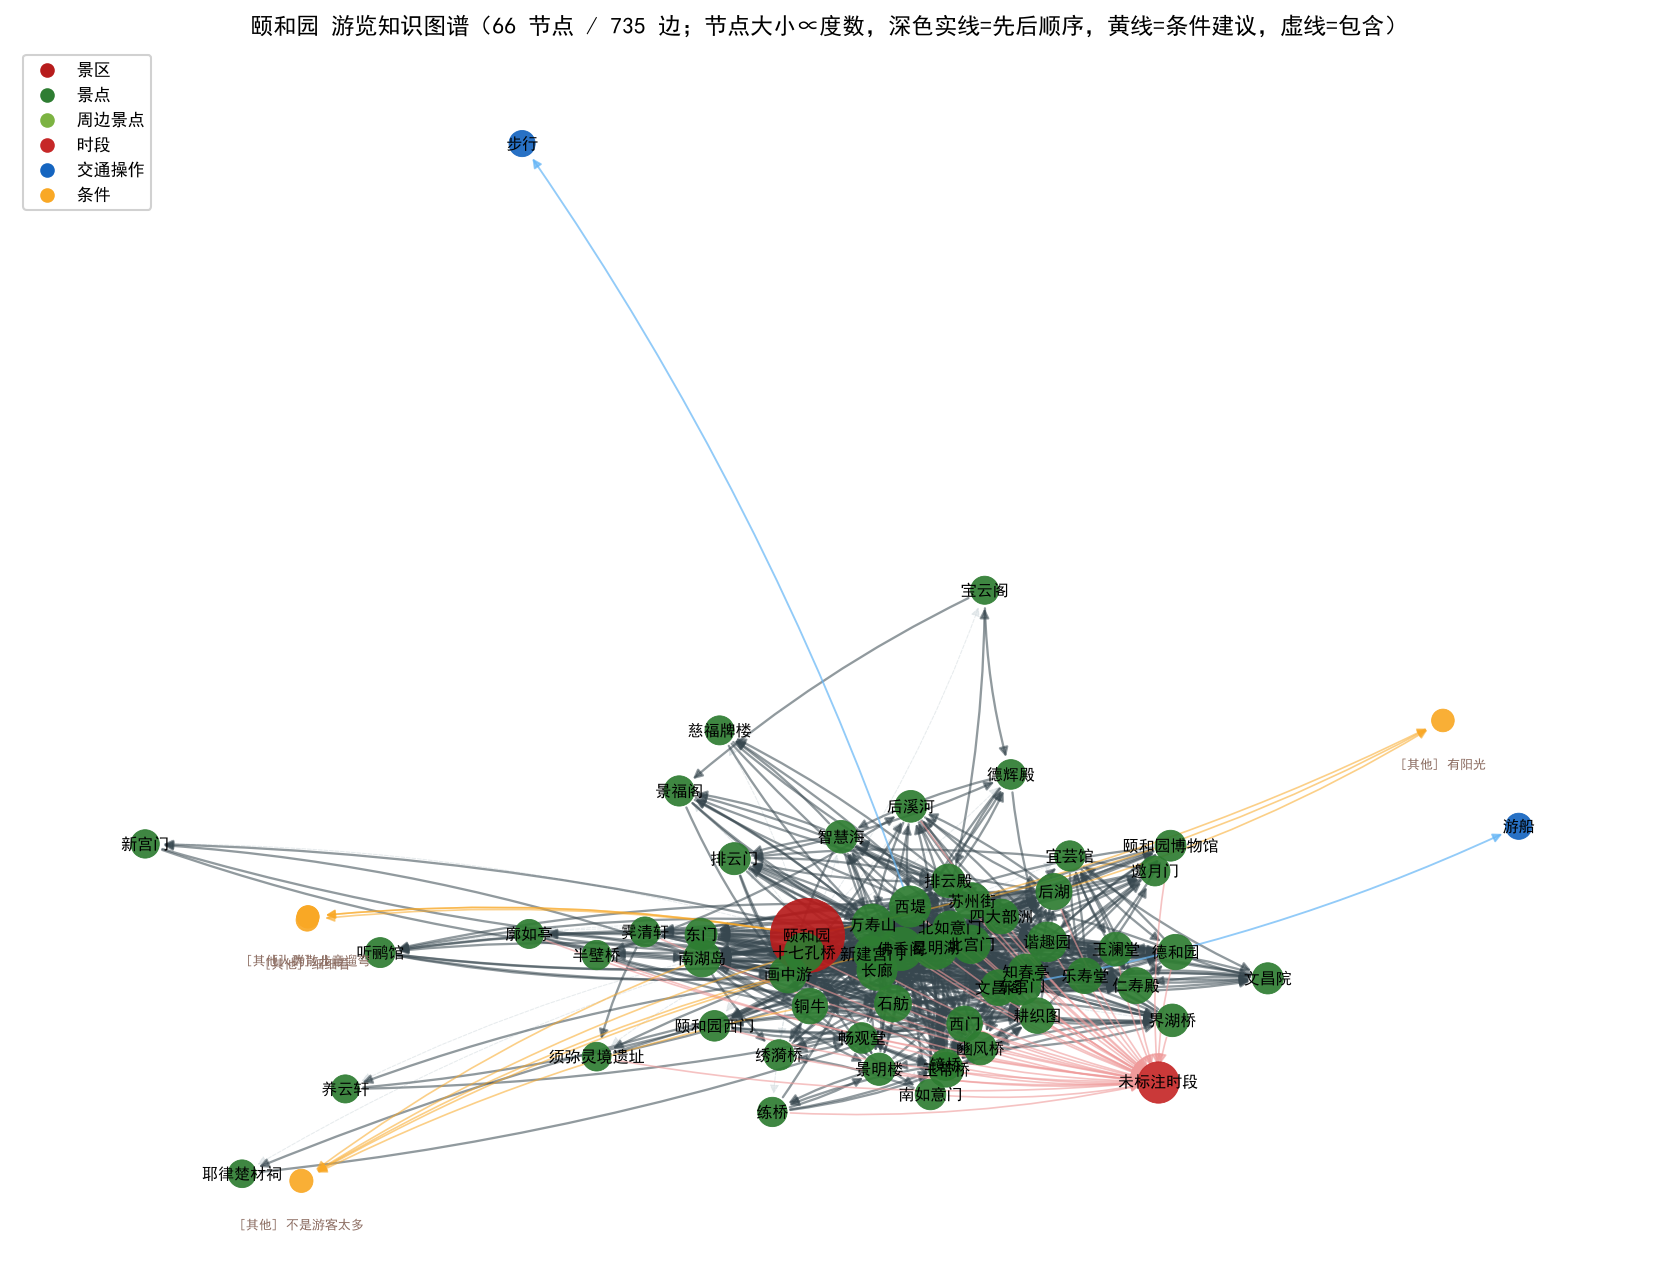 颐和园 游览知识图谱（66 节点 / 735 边；节点大小∝度数，深色实线=先后顺序，黄线=条件建议，虚线=包含）
景区
景点
周边景点
时段
交通操作
条件
步行
宝云阁
慈福牌楼
德辉殿
景福阁
后溪河
[其他] 有阳光
游船
新宫门
智慧海
颐和园博物馆
排云门
宜芸馆
邀月门
排云殿
后湖
苏州街
西堤
四大部洲
万寿山
北如意门
廓如亭
霁清轩
东门
颐和园
谐趣园
昆明湖
北宫门
佛香阁
听鹂馆
半壁桥
十七孔桥
新建宫门
玉澜堂
德和园
南湖岛
[其他]
画中游
长廊
知春亭
乐寿堂
文昌院
文昌阁
仁寿殿
铜牛
石舫
耕织图
界湖桥
颐和园西门
西门
畅观堂
豳风桥
须弥灵境遗址
绣漪桥
景明楼
玉带桥
未标注时段
养云轩
南如意门
练桥
耶律楚材祠
[其他] 不是游客太多